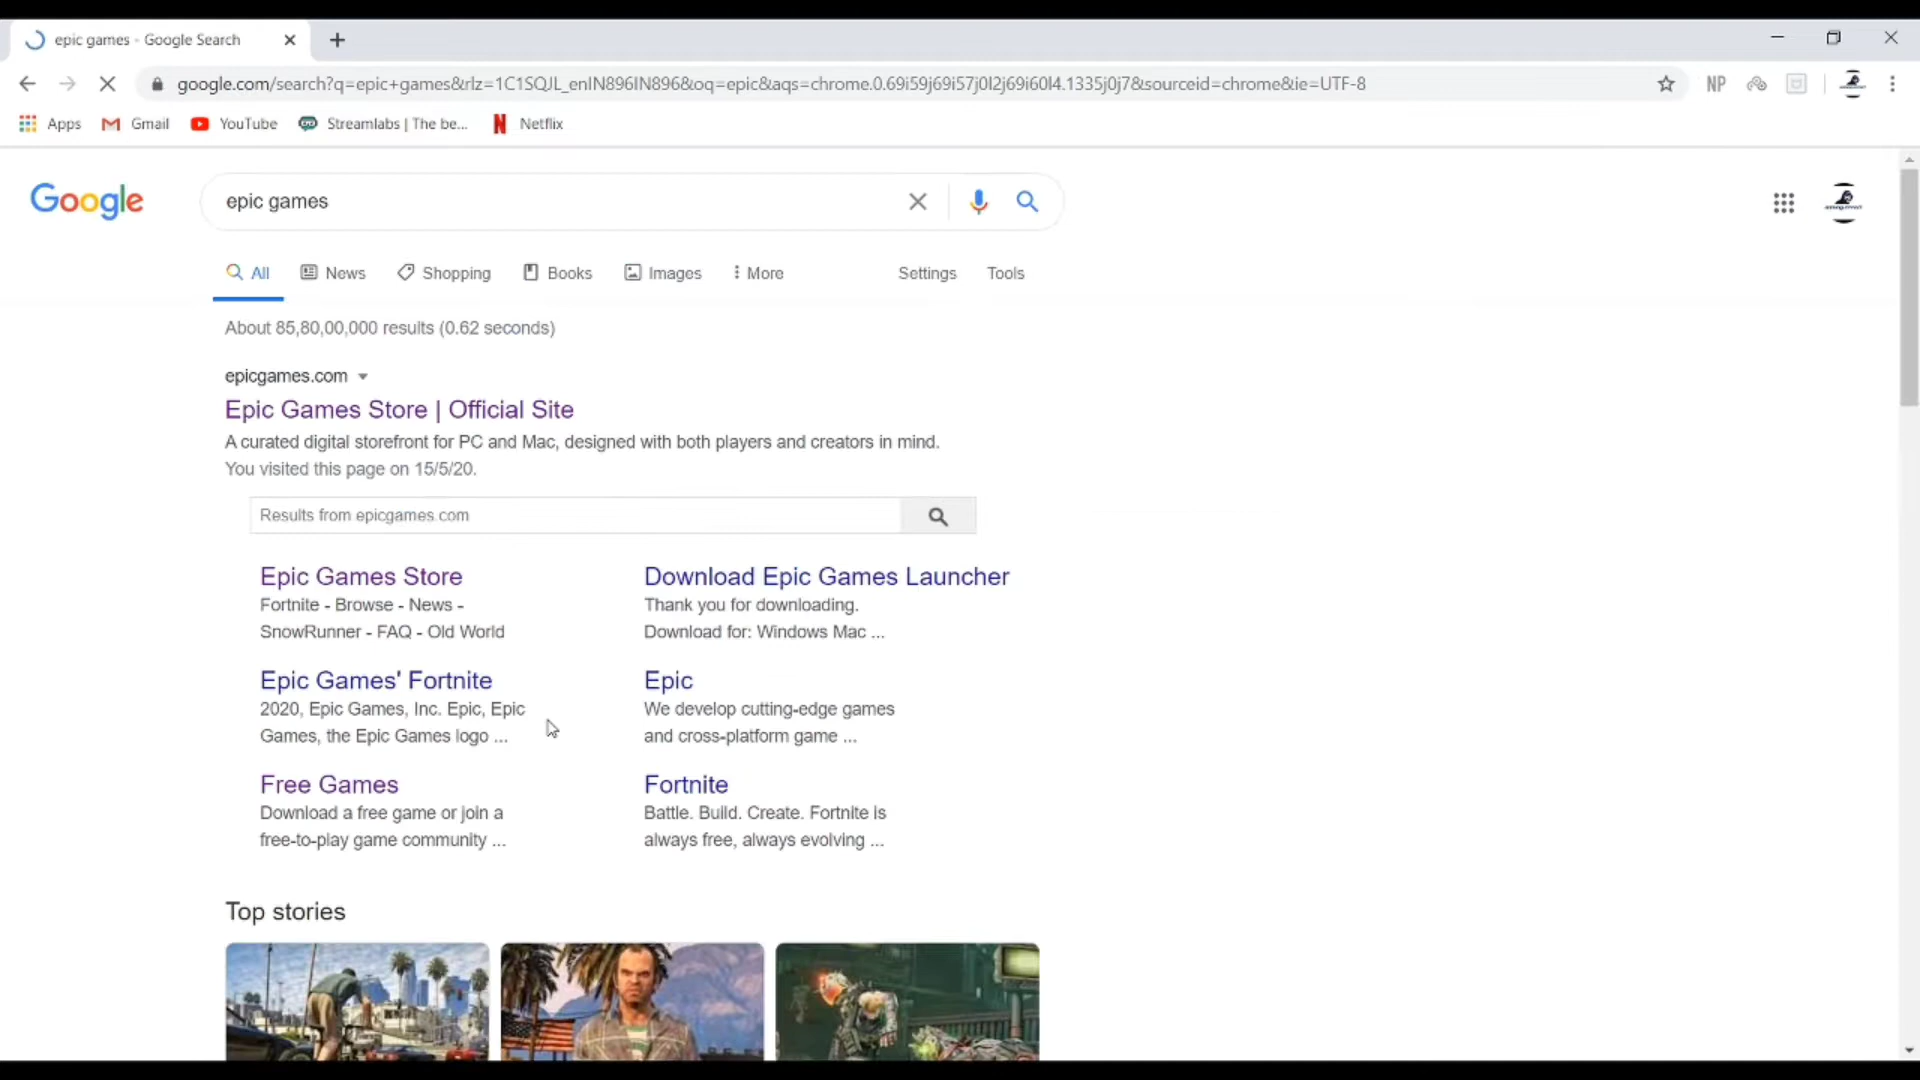 epic games - Google Search
google.com/search?q=epic+games&rlz=1C1SQJL_enIN896IN896&oq=epic&aqs=chrome.0.69i59j69i57j0l2j69i60l4.1335j0j7&sourceid=chrome&ie=UTF-8
NP
Apps
Gmail
YouTube
Streamlabs | The be...
Netflix
Google
epic games
All
News
Shopping
Books
Images
More
Settings
Tools
About 85,80,00,000 results (0.62 seconds)
epicgames.com
Epic Games Store | Official Site
A curated digital storefront for PC and Mac, designed with both players and creators in mind.
You visited this page on 15/5/20.
Results from epicgames.com
Epic Games Store
Fortnite - Browse - News -
SnowRunner - FAQ - Old World
Download Epic Games Launcher
Thank you for downloading.
Download for: Windows Mac ...
Epic Games' Fortnite
2020, Epic Games, Inc. Epic, Epic
Games, the Epic Games logo ...
Epic
We develop cutting-edge games
and cross-platform game ...
Free Games
Download a free game or join a
free-to-play game community ...
Fortnite
Battle. Build. Create. Fortnite is
always free, always evolving ...
Top stories